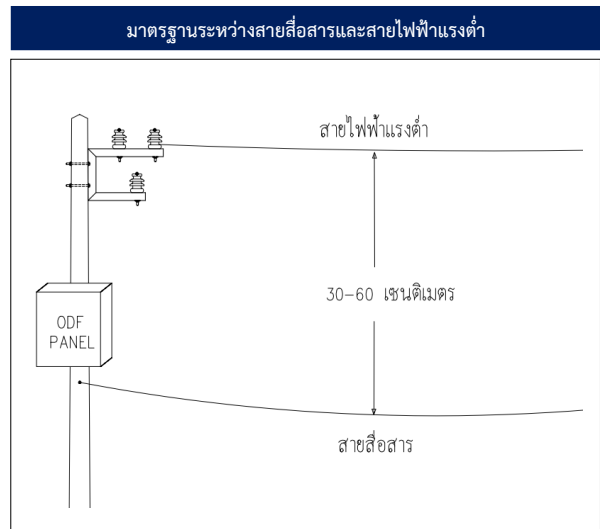 มาตรฐานระหว่างสายสื่อสารและสายไฟฟ้าแรงต่ำ
สายไฟฟ้าแรงต่ำ
30-60 เซนติเมตร
ODF
PANEL
สายสื่อสาร